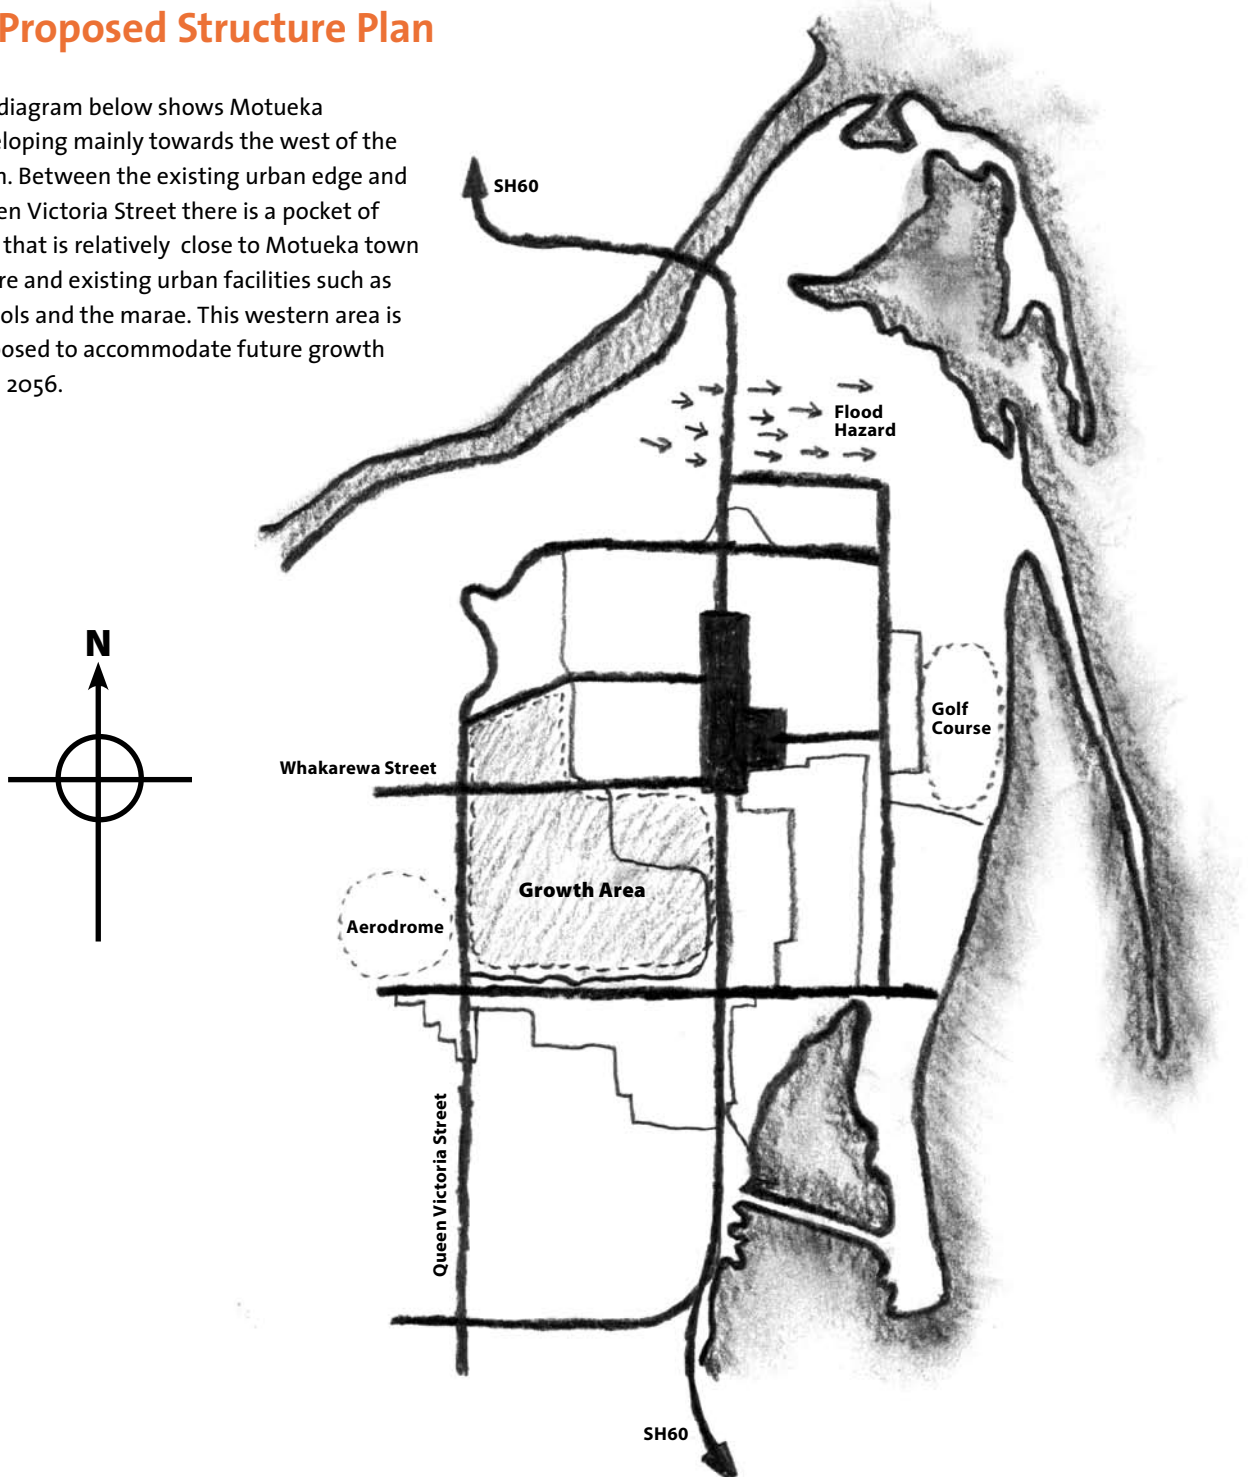 Proposed Structure Plan
diagram below shows Motueka
eloping mainly towards the west of the
n. Between the existing urban edge and
en Victoria Street there is a pocket of
that is relatively close to Motueka town
re and existing urban facilities such as
ools and the marae. This western area is
posed to accommodate future growth
2056.
SH60
Flood
Hazard
N
Golf
Course
Whakarewa Street
Growth Area
Aerodrome
Queen Victoria Street
SH60